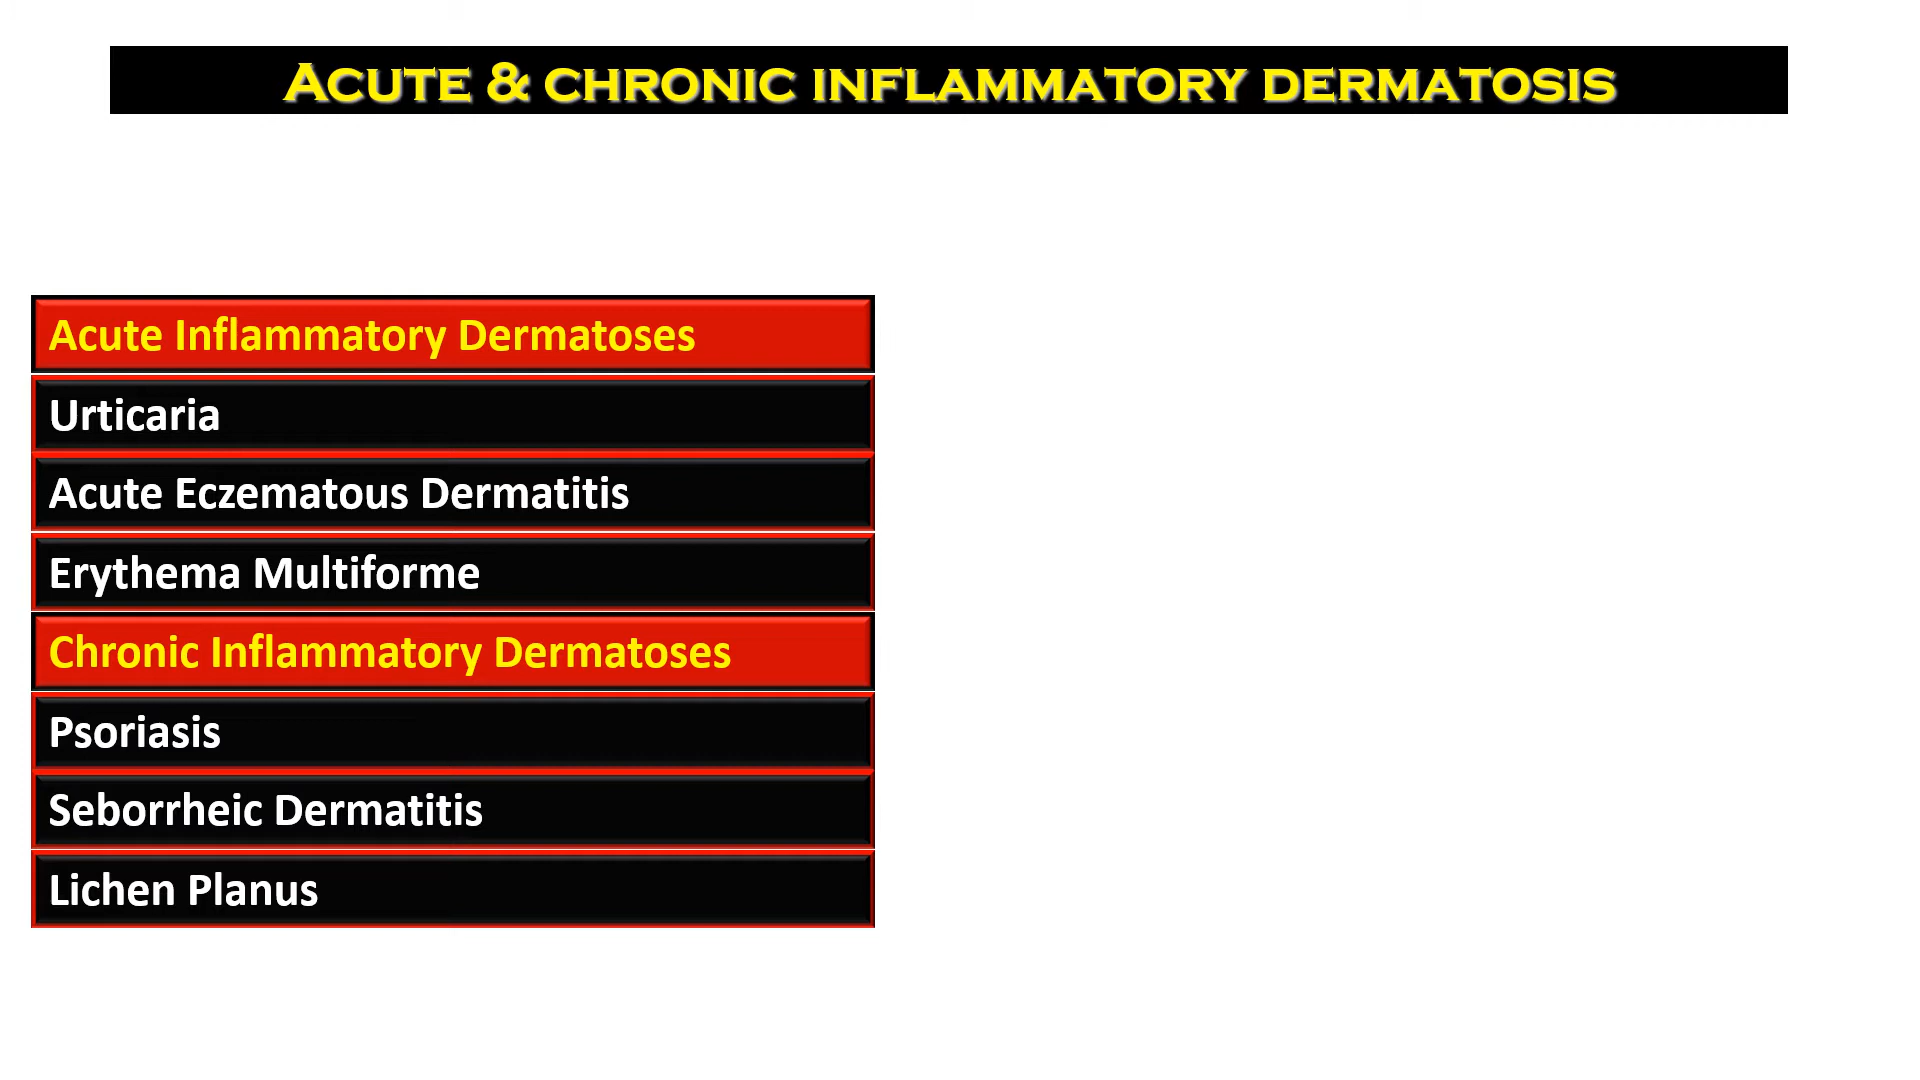 Acute & chronic inflammatory dermatosis
Acute Inflammatory Dermatoses
Urticaria
Acute Eczematous Dermatitis
Erythema Multiforme
Chronic Inflammatory Dermatoses
Psoriasis
Seborrheic Dermatitis
Lichen Planus